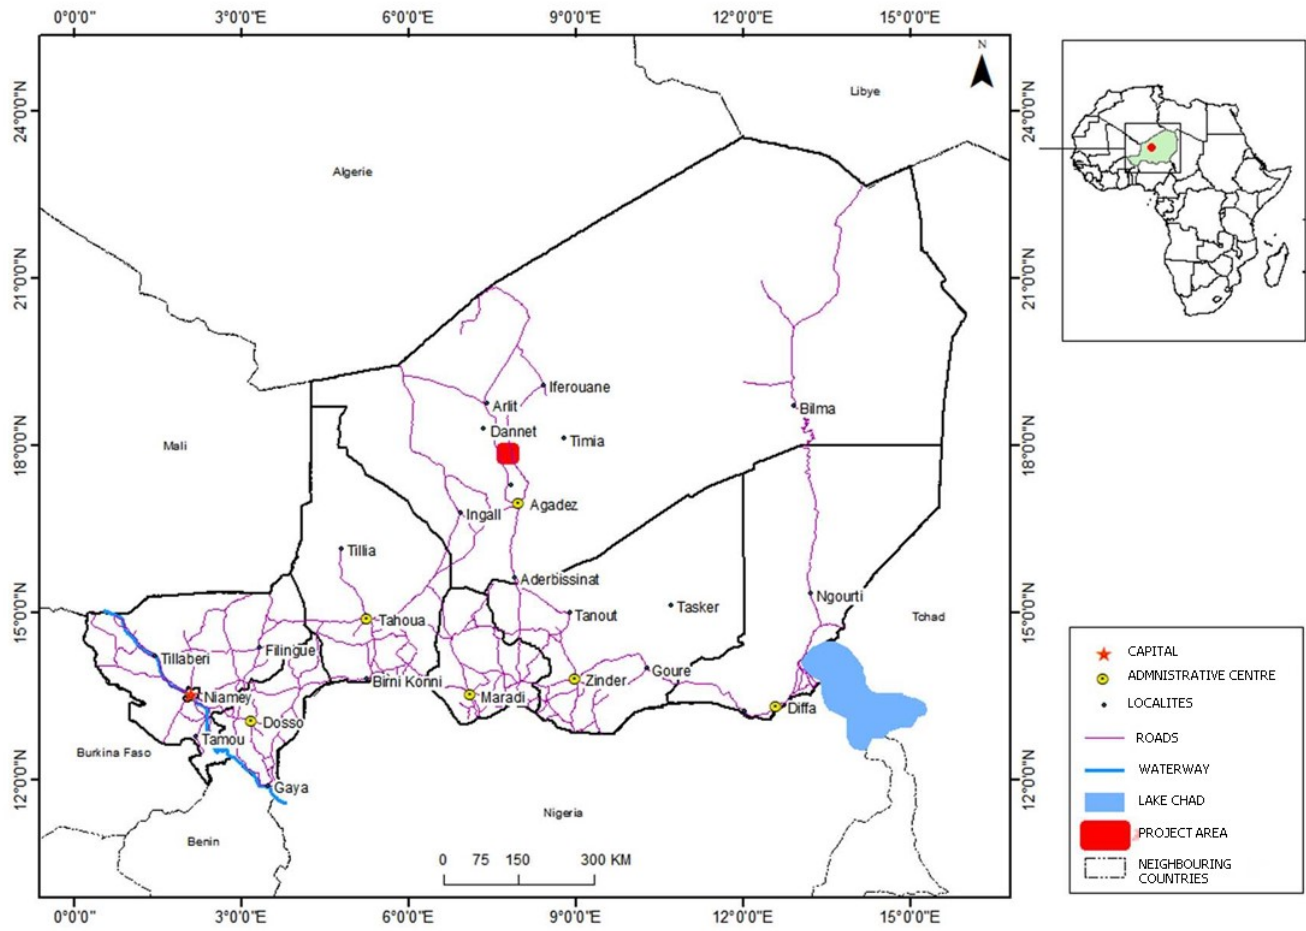 0°0'0"
3°0'0"E
6°0'0"E
9°0'0"E
12°0'0"E
15°0'0"E
N
24°0'0"N
24°0'0"N
Libye
Algerie
21°0'0"N
21°0'0"N
Iferouane
Arlit
Bilma
Dannet
Timia
Mali
18°0'0"N
18°0'0"N
Agadez
Ingall
Tillia
Aderbissinat
Ngourti
Tasker
Tanout
Tchad
15°0'0"N
15°0'0"N
Tahoua
Filingue
Tillaberi
Goure
Birni Konni
Zinder
Niamey
Maradi
Diffa
Dosso
Tamou
Burkina Faso
12°0'0"N
12°0'0"N
Gaya
Nigeria
Benin
0 75 150 300 KM
0°0'0"
3°0'0"E
6°0'0"E
9°0'0"E
12°0'0"E
15°0'0"E
CAPITAL
ADMNISTRATIVE CENTRE
LOCALITES
ROADS
WATERWAY
LAKE CHAD
PROJECT AREA
NEIGHBOURING
COUNTRIES